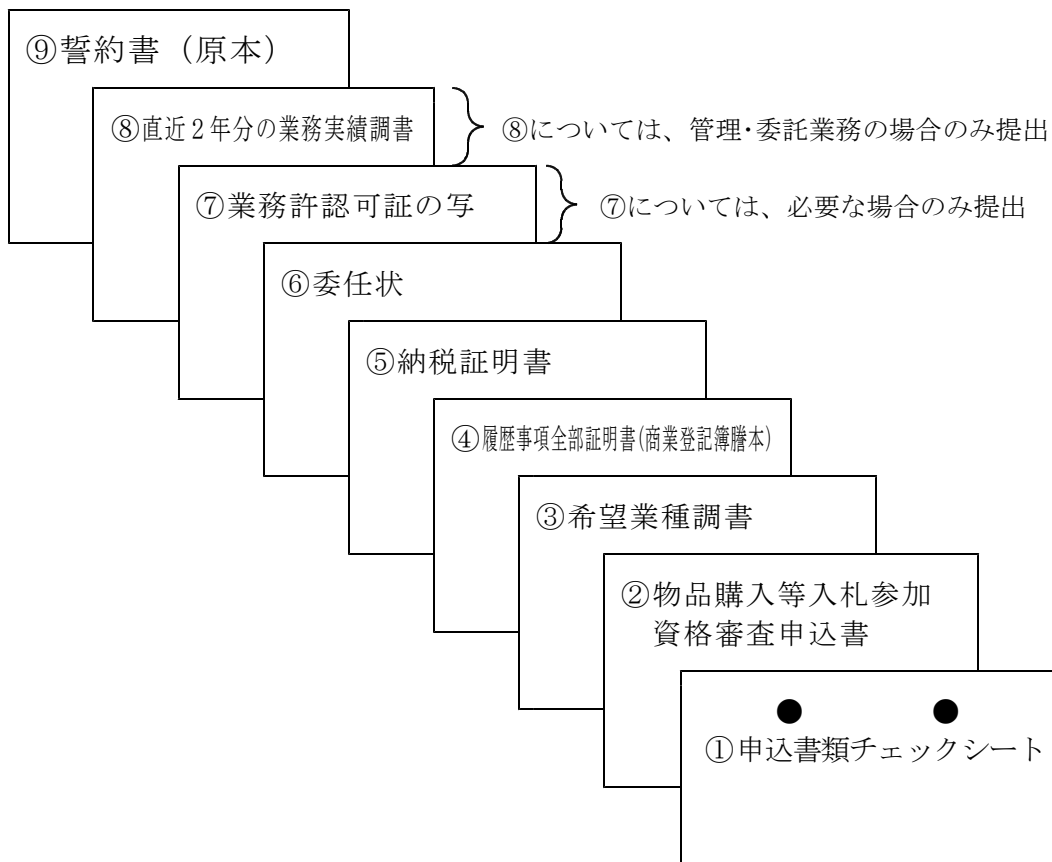 ⑨誓約書（原本）
⑧直近２年分の業務実績調書
⑧については、管理・委託業務の場合のみ提出
⑦業務許認可証の写
⑦については、必要な場合のみ提出
⑥委任状
⑤納税証明書
④履歴事項全部証明書(商業登記簿謄本)
③希望業種調書
②物品購入等入札参加
資格審査申込書
①申込書類チェックシート